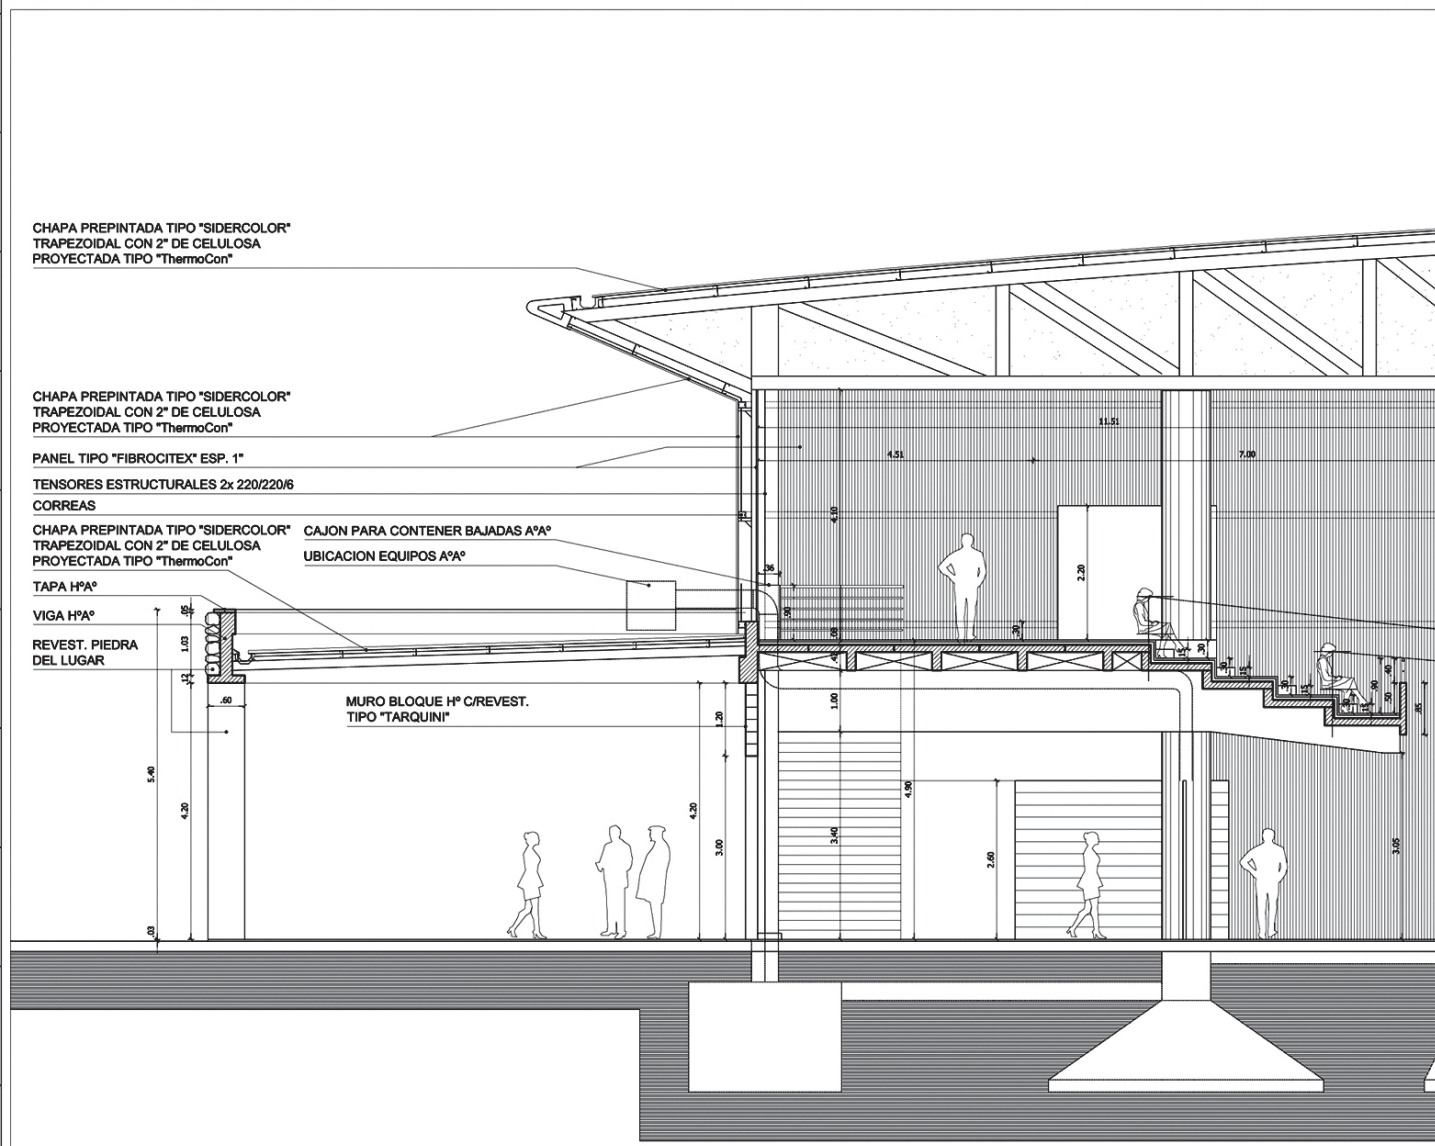 CHAPA PREPINTADA TIPO "SIDERCOLOR"
TRAPEZOIDAL CON 2" DE CELULOSA
PROYECTADA TIPO "ThermoCon"
CHAPA PREPINTADA TIPO "SIDERCOLOR"
TRAPEZOIDAL CON 2" DE CELULOSA
PROYECTADA TIPO "ThermoCon"
PANEL TIPO "FIBROCITEX" ESP. 1"
TENSORES ESTRUCTURALES 2x 220/220/6
CORREAS
CHAPA PREPINTADA TIPO "SIDERCOLOR"
TRAPEZOIDAL CON 2" DE CELULOSA
PROYECTADA TIPO "ThermoCon"
TAPA HºAº
VIGA HºAº
REVEST. PIEDRA
DEL LUGAR
CAJON PARA CONTENER BAJADAS AºAº
UBICACION EQUIPOS AºAº
MURO BLOQUE Hº C/REVEST.
TIPO "TARQUINI"
11.51
4.51
7.00
4.10
.36
.90
2.20
.30
.08
.42
1.00
.05
1.03
.12
.60
5.40
4.20
.03
1.20
4.20
3.00
3.40
4.90
2.60
3.05
.15
.30
.30
.15
.30
.15
.30
.15
.90
.40
.50
.85